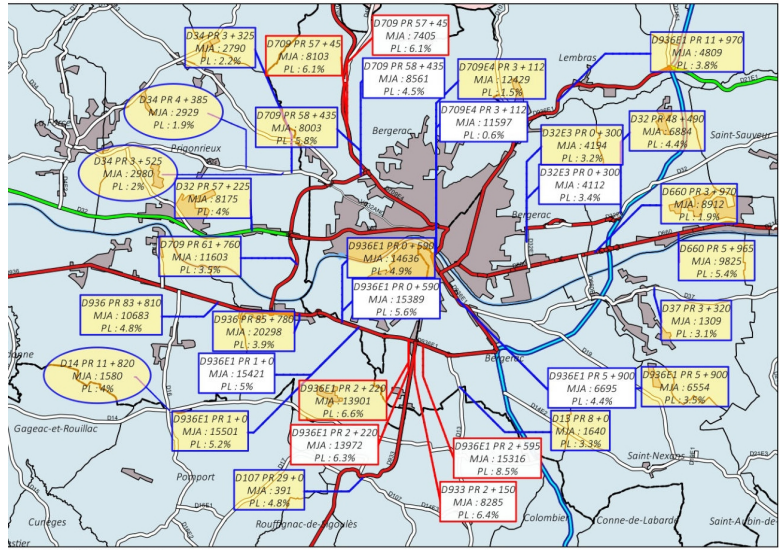 D34 PR 3 + 325
MJA : 2790
PL : 2.2%
D709 PR 57 + 45
MJA : 8103
PL : 6.1%
D709 PR 57 + 45
MJA : 7405
PL : 6.1%
D709 PR 58 + 435
MJA : 8561
PL : 4.5%
D709E4 PR 3 + 112
MJA : 12429
PL : 1.5%
Lembras
D936E1 PR 11 + 970
MJA : 4809
PL : 3.8%
D21E1
D34 PR 4 + 385
MJA : 2929
PL : 1.9%
D709 PR 58 + 435
MJA : 8003
PL : 5.8%
D709E4 PR 3 + 112
MJA : 11597
PL : 0.6%
D32E3 PR 0 + 300
MJA : 4194
PL : 3.2%
D32 PR 48 + 490
MJA : 6884
PL : 4.4%
Saint-Sauveur
Bergerac
Prigonrieux
D34 PR 3 + 525
MJA : 2980
PL : 2%
D32 PR 57 + 225
MJA : 8175
PL : 4%
D32E3 PR 0 + 300
MJA : 4112
PL : 3.4%
D660 PR 3 + 970
MJA : 8912
PL : 1.9%
Bergerac
D32
D709 PR 61 + 760
MJA : 11603
PL : 3.5%
D936E1 PR 0 + 590
MJA : 14636
PL : 4.9%
D660 PR 5 + 965
MJA : 9825
PL : 5.4%
D936E1 PR 0 + 590
MJA : 15389
PL : 5.6%
D37
D37 PR 3 + 320
MJA : 1309
PL : 3.1%
D936 PR 83 + 810
MJA : 10683
PL : 4.8%
D936 PR 85 + 780
MJA : 20298
PL : 3.9%
D936E1
Bergerac
D19
D14 PR 11 + 820
MJA : 1580
PL : 4%
D936E1 PR 1 + 0
MJA : 15421
PL : 5%
D936E1 PR 2 + 220
MJA : 13901
PL : 6.6%
D936E1 PR 5 + 900
MJA : 6695
PL : 4.4%
D936E1 PR 5 + 900
MJA : 6554
PL : 3.5%
D16
D14
Gageac-et-Rouillac
D936E1 PR 1 + 0
MJA : 15501
PL : 5.2%
D936E1 PR 2 + 220
MJA : 13972
PL : 6.3%
D13
D14E2
D13 PR 8 + 0
MJA : 1640
PL : 3.3%
D936E1 PR 2 + 595
MJA : 15316
PL : 8.5%
Saint-Nexans
D21E3
Pomport
D17
D107 PR 29 + 0
MJA : 391
PL : 4.8%
D933 PR 2 + 150
MJA : 8285
PL : 6.4%
D107
Cunèges
Rouffignac-de-Sigoulès
Colombier
Conne-de-Labarde
Saint-Aubin-de